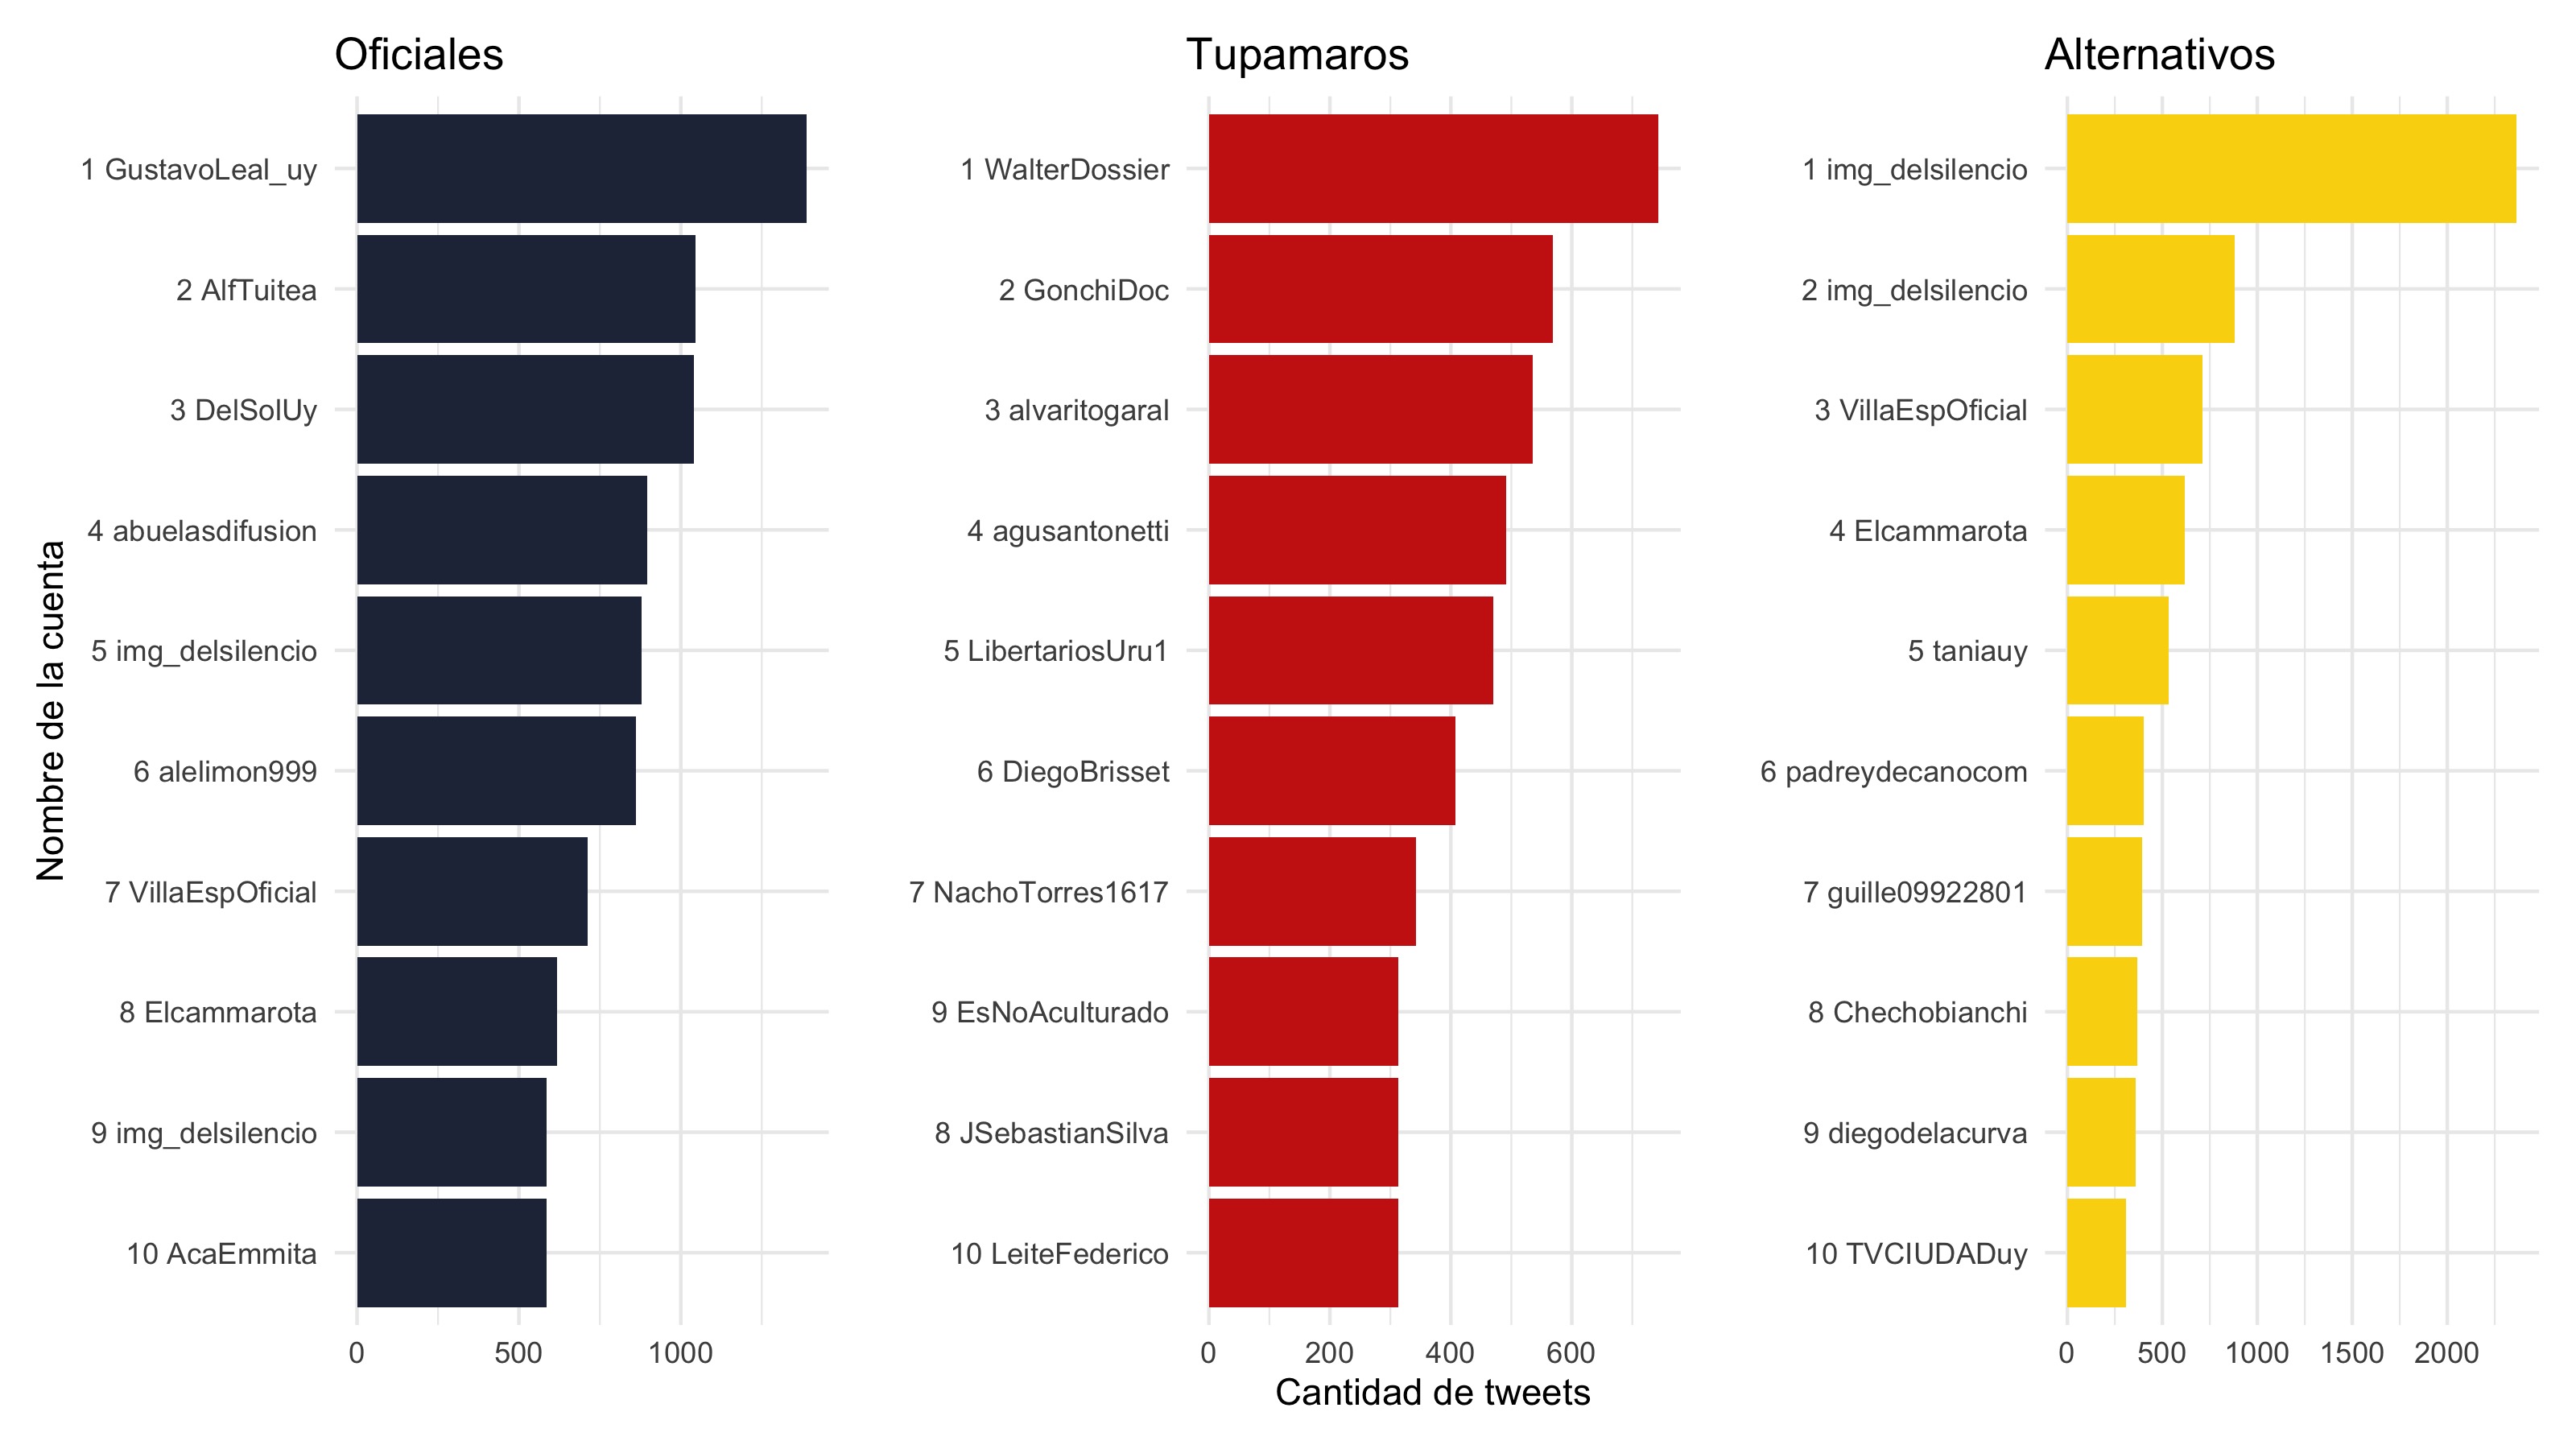 Oficiales
1 GustavoLeal_uy
2 AlfTuitea
3 DelSolUy
4 abuelasdifusion
5 img_delsilencio
6 alelimon999
7 VillaEspOficial
8 Elcammarota
9 img_delsilencio
10 AcaEmmita
0 500 1000
Tupamaros
1 WalterDossier
2 GonchiDoc
3 alvaritogaral
4 agusantonetti
5 LibertariosUru1
6 DiegoBrisset
7 NachoTorres1617
9 EsNoAculturado
8 JSebastianSilva
10 LeiteFederico
0 200 400 600
Alternativos
1 img_delsilencio
2 img_delsilencio
3 VillaEspOficial
4 Elcammarota
5 taniauy
6 padreydecanocom
7 guille09922801
8 Chechobianchi
9 diegodelacurva
10 TVCIUDADuy
0 500 1000 1500 2000
Nombre de la cuenta
Cantidad de tweets